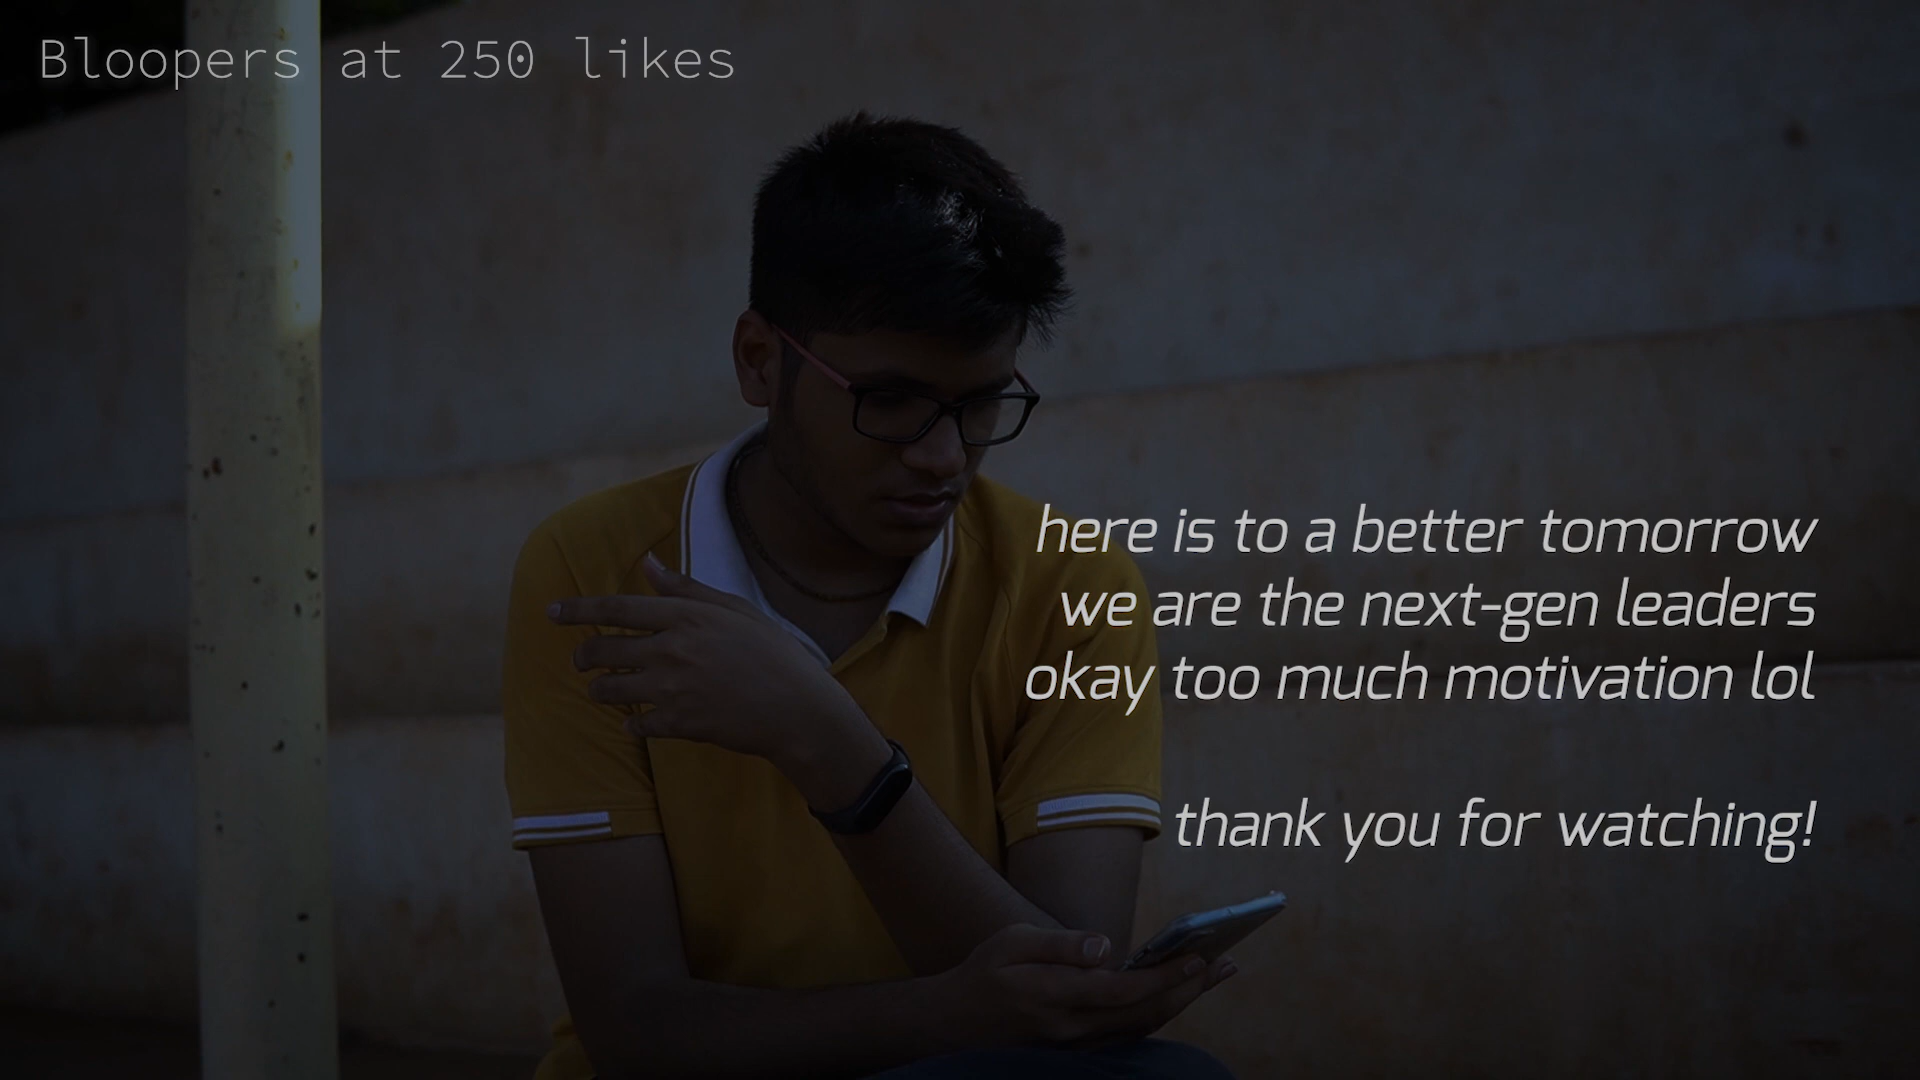 Bloopers at 250 likes
here is to a better tomorrow
we are the next-gen leaders
okay too much motivation lol
thank you for watching!